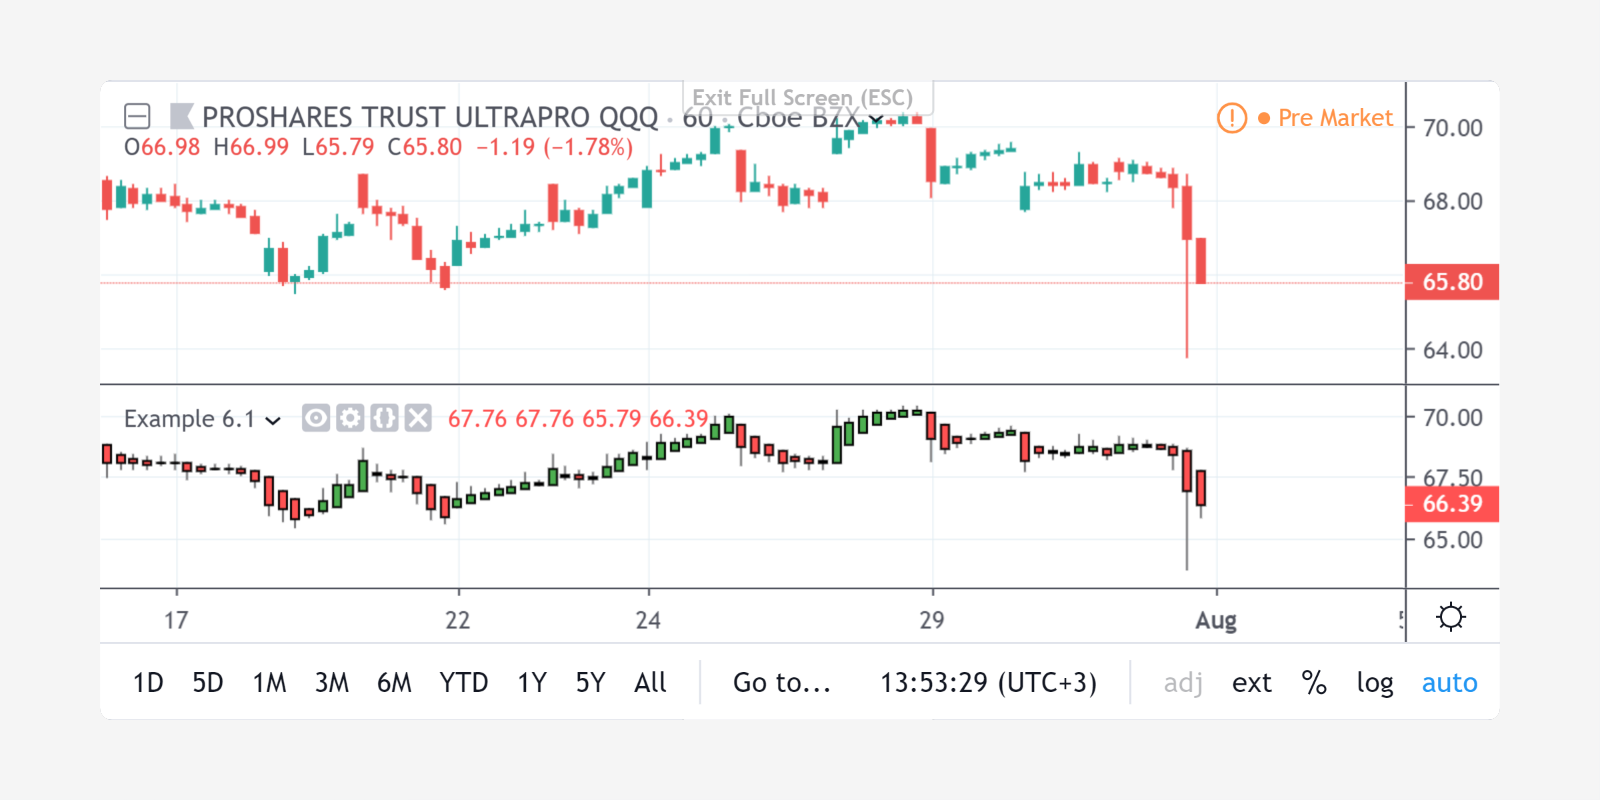 Exit Full Screen (ESC)
PROSHARES TRUST ULTRAPRO QQQ · 60 · Cboe BZX
Pre Market
O66.98 H66.99 L65.79 C65.80 −1.19 (−1.78%)
70.00
68.00
65.80
64.00
Example 6.1 67.76 67.76 65.79 66.39
70.00
67.50
66.39
65.00
17 22 24 29 Aug
1D 5D 1M 3M 6M YTD 1Y 5Y All Go to... 13:53:29 (UTC+3) adj ext % log auto